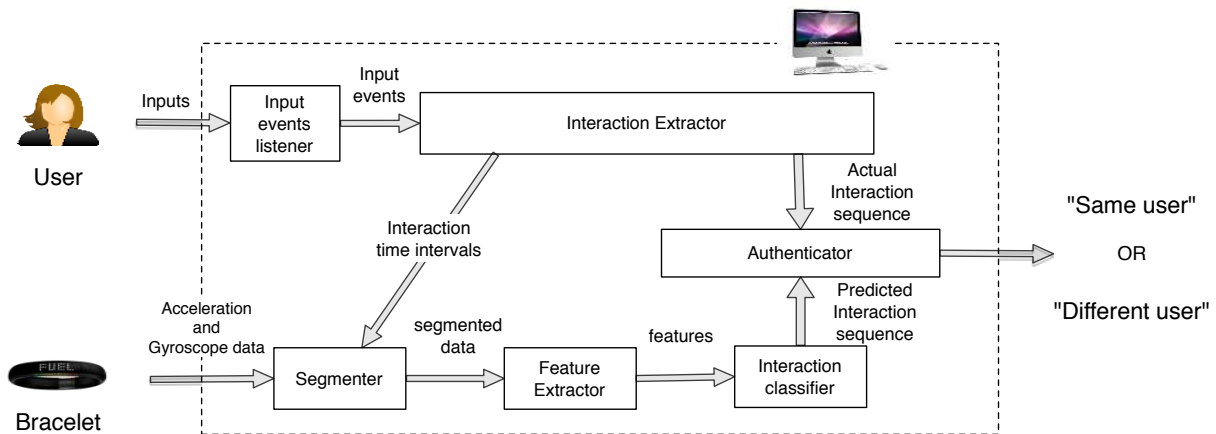 Inputs
Input
events
listener
Input
events
Interaction Extractor
User
Actual
Interaction
sequence
Interaction
time intervals
Authenticator
"Same user"
OR
"Different user"
Predicted
Interaction
sequence
Acceleration
and
Gyroscope data
segmented
data
features
FUEL
Segmenter
Feature
Extractor
Interaction
classifier
Bracelet